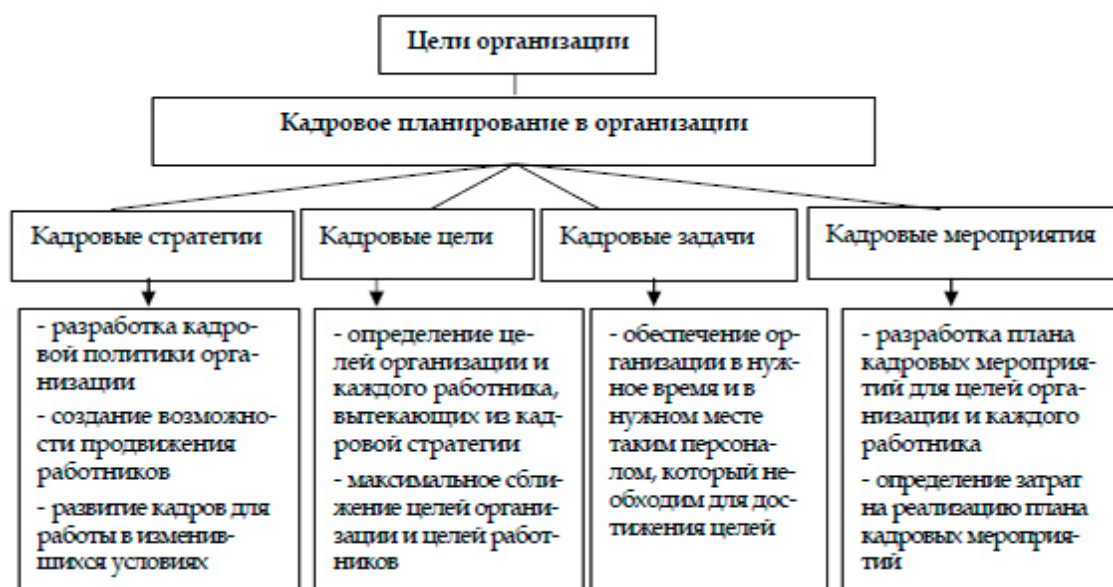 Цели организации
Кадровое планирование в организации
Кадровые стратегии
Кадровые цели
Кадровые задачи
Кадровые мероприятия
- разработка кадро-
вой политики орга-
низации
- создание возможно-
сти продвижения
работников
- развитие кадров для
работы в изменив-
шихся условиях
- определение це-
лей организации и
каждого работника,
вытекающих из кад-
ровой стратегии
- максимальное сбли-
жение целей органи-
зации и целей работ-
ников
- обеспечение ор-
ганизации в нуж-
ное время и в
нужном месте
таким персона-
лом, который не-
обходим для дос-
тижения целей
- разработка плана
кадровых мероприя-
тий для целей орга-
низации и каждого
работника
- определение затрат
на реализацию плана
кадровых мероприя-
тий